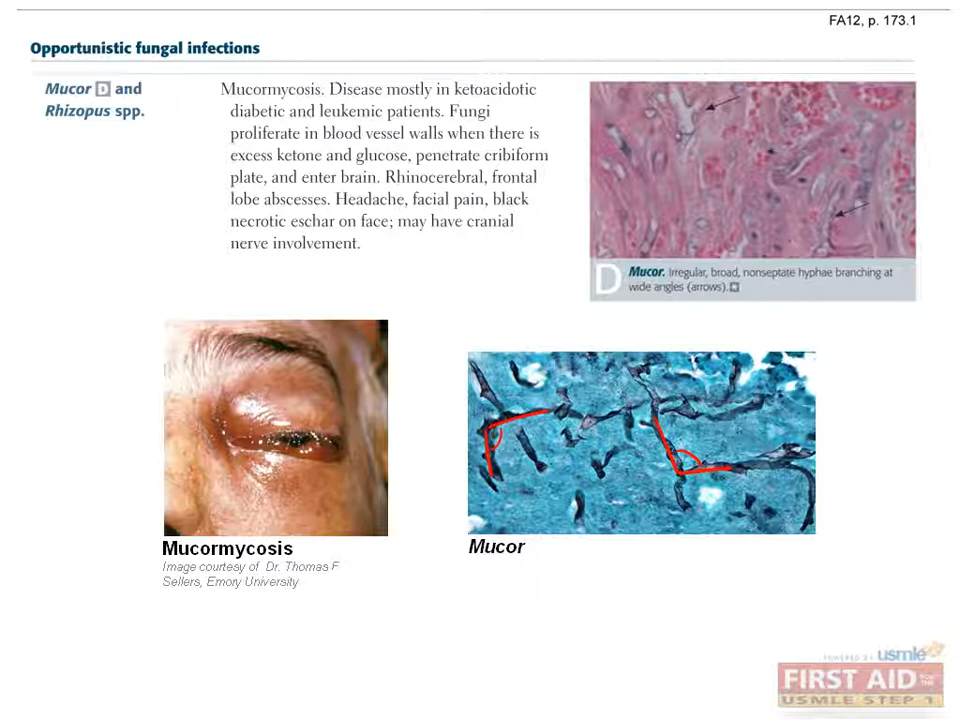 FA12, p. 173.1
Opportunistic fungal infections
Mucor D and
Rhizopus spp.
Mucormycosis. Disease mostly in ketoacidotic
diabetic and leukemic patients. Fungi
proliferate in blood vessel walls when there is
excess ketone and glucose, penetrate cribiform
plate, and enter brain. Rhinocerebral, frontal
lobe abscesses. Headache, facial pain, black
necrotic eschar on face; may have cranial
nerve involvement.
D
Mucor. Irregular, broad, nonseptate hyphae branching at
wide angles (arrows).
Mucormycosis
Image courtesy of Dr. Thomas F
Sellers, Emory University
Mucor
POWERED BY usmle
FIRST AID FOR THE
USMLE STEP 1